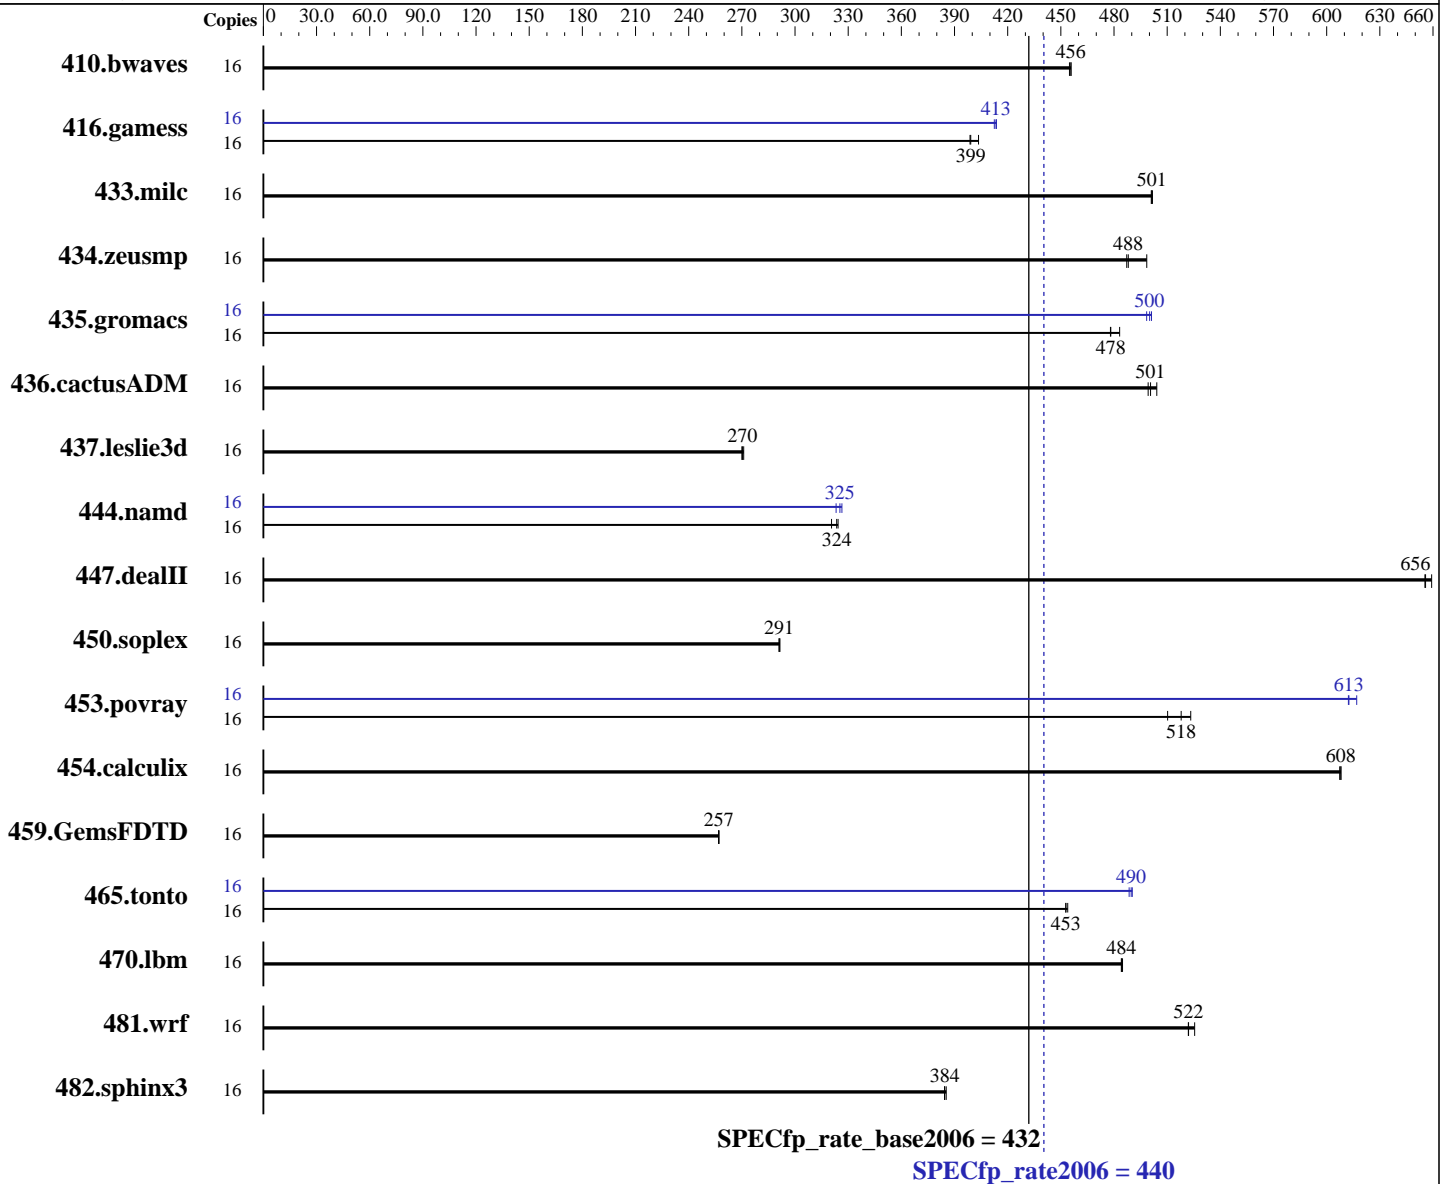 Copies 0 30.0 60.0 90.0 120 150 180 210 240 270 300 330 360 390 420 450 480 510 540 570 600 630 660
410.bwaves 16 456
416.gamess 16 413
16 399
433.milc 16 501
434.zeusmp 16 488
435.gromacs 16 500
16 478
436.cactusADM 16 501
437.leslie3d 16 270
444.namd 16 325
16 324
447.dealII 16 656
450.soplex 16 291
453.povray 16 613
16 518
454.calculix 16 608
459.GemsFDTD 16 257
465.tonto 16 490
16 453
470.lbm 16 484
481.wrf 16 522
482.sphinx3 16 384
SPECfp_rate_base2006 = 432
SPECfp_rate2006 = 440